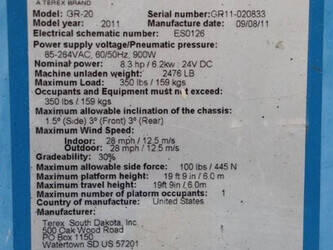 A TEREX BRAND
Model: GR-20 Serial number: GR11-020833
Model year: 2011 Manufacture date: 09/08/11
Electrical schematic number: ES0126
Power supply voltage/Pneumatic pressure:
85-264VAC, 60/50Hz, 900W
Nominal power: 8.3 hp / 6.2kw : 24V DC
Machine unladen weight: 2476 LB
Maximum Load: 350 lbs / 159 kgs
Occupants and Equipment must not exceed:
350 lbs / 159 kgs
Maximum allowable inclination of the chassis:
1.5° (Side) 3° (Front) 3° (Rear)
Maximum Wind Speed:
Indoor : 28 mph / 12.5 m/s
Outdoor : 28 mph / 12.5 m/s
Gradeability: 30%
Maximum allowable side force: 100 lbs / 445 N
Maximum platform height : 19 ft 9 in / 6.0 m
Maximum travel height: 19ft 9in / 6.0m
Maximum number of platorm occupants : 1
Country of manufacture: United States
Manufacturer:
Terex South Dakota, Inc.
500 Oak Wood Road
PO Box 1150
Watertown SD US 57201